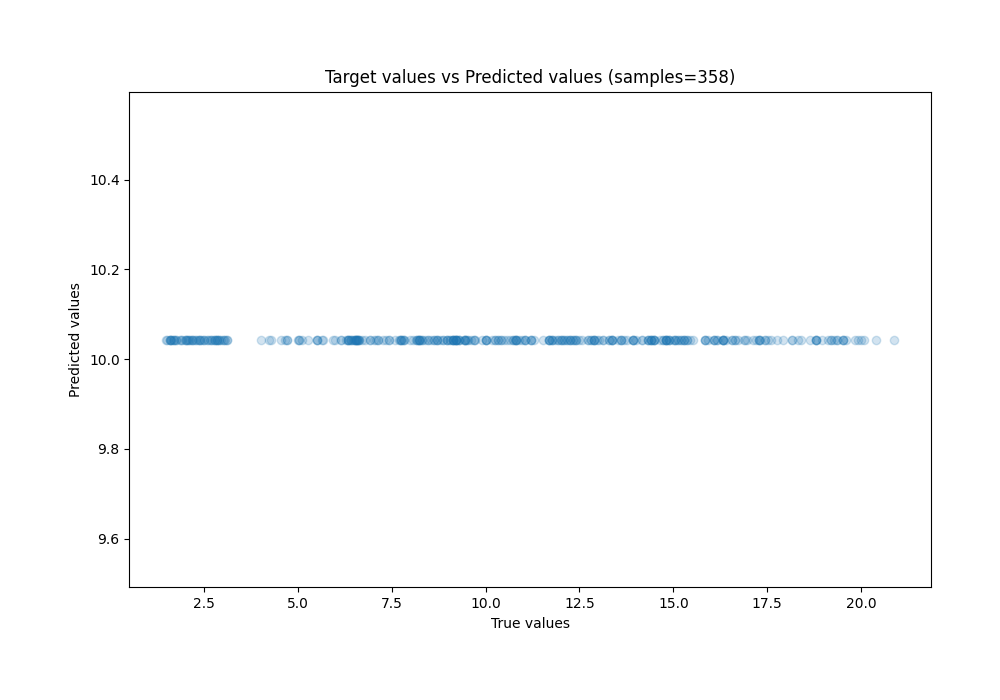 Target values vs Predicted values (samples=358)
10.4
10.2
10.0
9.8
9.6
Predicted values
2.5 5.0 7.5 10.0 12.5 15.0 17.5 20.0
True values